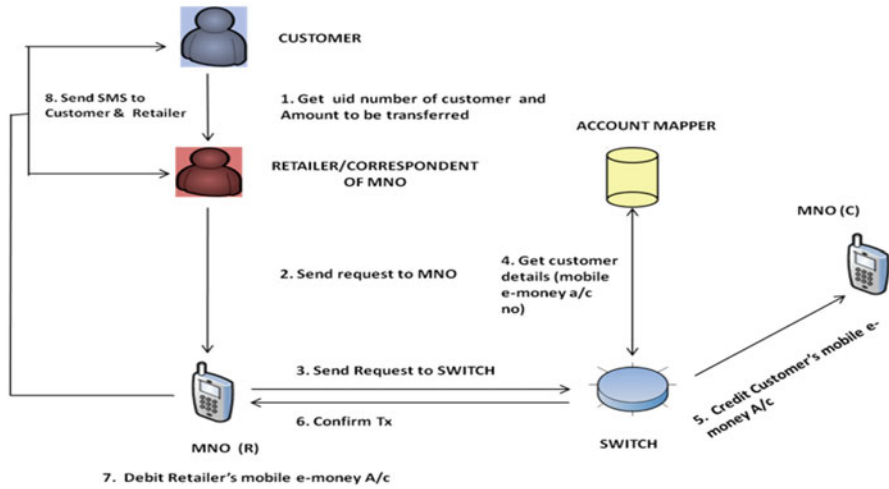 CUSTOMER
8. Send SMS to
Customer & Retailer
1. Get uid number of customer and
Amount to be transferred
ACCOUNT MAPPER
RETAILER/CORRESPONDENT
OF MNO
MNO (C)
2. Send request to MNO
4. Get customer
details (mobile
e-money a/c
no)
3. Send Request to SWITCH
5. Credit Customer's mobile e-
money A/c
6. Confirm Tx
MNO (R)
SWITCH
7. Debit Retailer's mobile e-money A/c